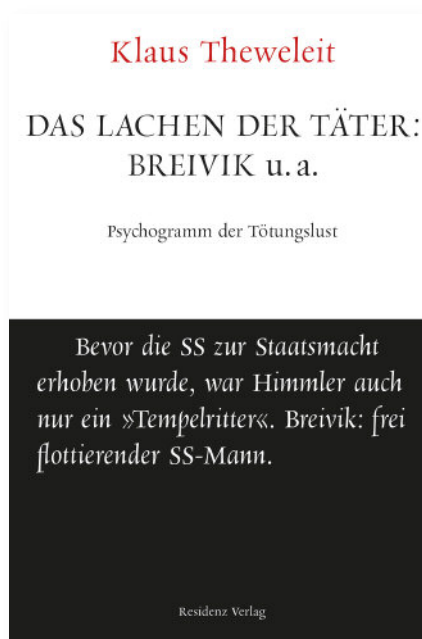 Klaus Theweleit
DAS LACHEN DER TÄTER:
BREIVIK u. a.
Psychogramm der Tötungslust
Bevor die SS zur Staatsmacht
erhoben wurde, war Himmler auch
nur ein »Tempelritter«. Breivik: frei
flottierender SS-Mann.
Residenz Verlag